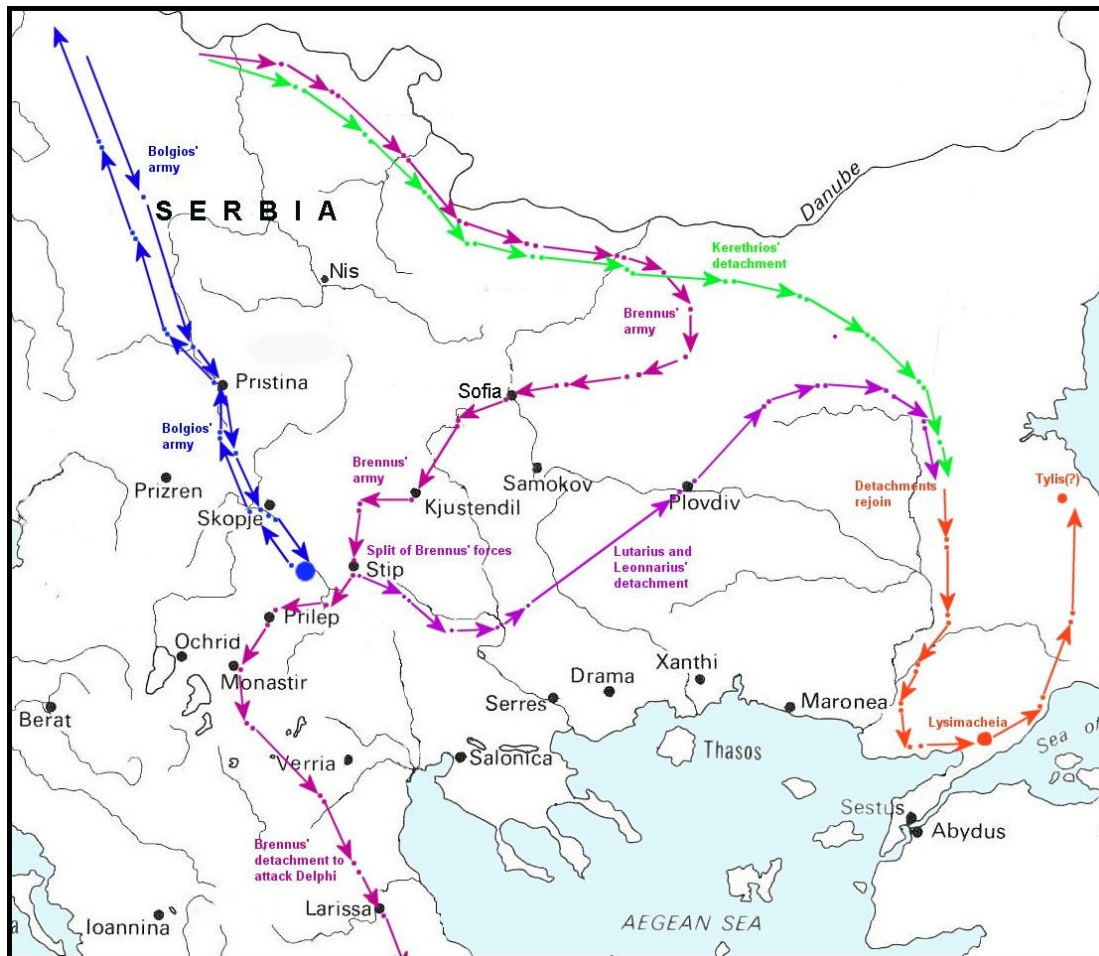 Bolgios'
army
SERBIA
Danube
Kerethrios'
detachment
Nis
Brennus'
army
Pristina
Sofia
Bolgios'
army
Brennus'
army
Samokov
Prizren
Kjustendil
Plovdiv
Detachments
rejoin
Tylis(?)
Skopje
Split of Brennus' forces
Stip
Lutarius and
Leonnarius'
detachment
Prilep
Ochrid
Monastir
Xanthi
Drama
Serres
Maronea
Berat
Lysimacheia
Verria
Salonica
Thasos
Sea of
Sestus
Abydus
Brennus'
detachment to
attack Delphi
Larissa
Ioannina
a
AEGEAN SEA